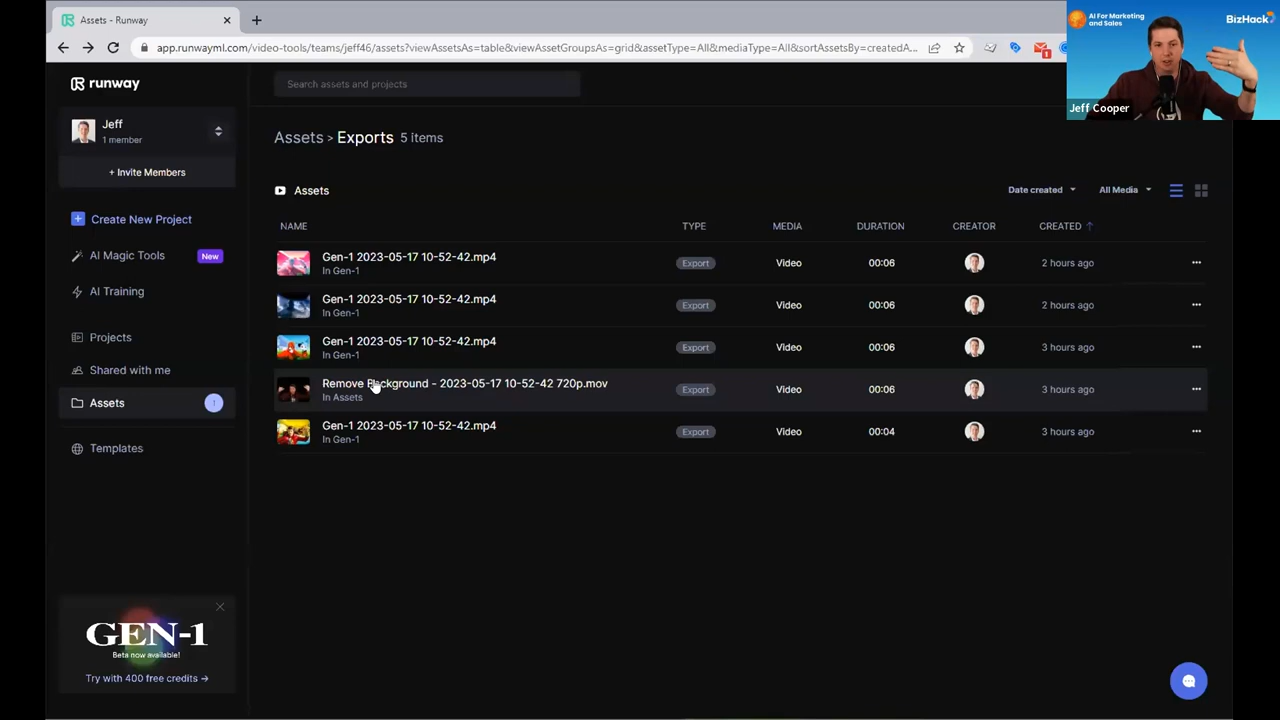 Assets - Runway
app.runwayml.com/video-tools/teams/jeff46/assets?viewAssetsAs=table&viewAssetGroupsAs=grid&assetType=All&mediaType=All&sortAssetsBy=createdA...
AI For Marketing
and Sales
BizHack
Jeff Cooper
runway
Search assets and projects
Jeff
1 member
+ Invite Members
Create New Project
AI Magic Tools New
AI Training
Projects
Shared with me
Assets
Templates
GEN-1
Beta now available!
Try with 400 free credits →
Assets > Exports 5 items
Assets
Date created
All Media
NAME TYPE MEDIA DURATION CREATOR CREATED ↑
Gen-1 2023-05-17 10-52-42.mp4 Export Video 00:06 2 hours ago
In Gen-1
Gen-1 2023-05-17 10-52-42.mp4 Export Video 00:06 2 hours ago
In Gen-1
Gen-1 2023-05-17 10-52-42.mp4 Export Video 00:06 3 hours ago
In Gen-1
Remove Background - 2023-05-17 10-52-42 720p.mov Export Video 00:06 3 hours ago
In Assets
Gen-1 2023-05-17 10-52-42.mp4 Export Video 00:04 3 hours ago
In Gen-1